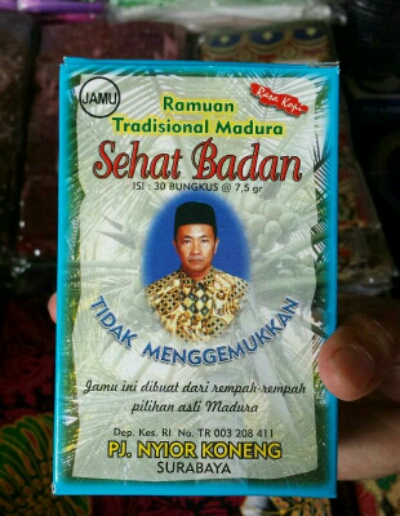 JAMU
Rasa Kopi
Ramuan
Tradisional Madura
Sehat Badan
ISI : 30 BUNGKUS @ 7,5 gr
TIDAK MENGGEMUKKAN
Jamu ini dibuat dari rempah-rempah
pilihan asli Madura
Dep. Kes. RI No. TR 003 208 411
PJ. NYIOR KONENG
SURABAYA